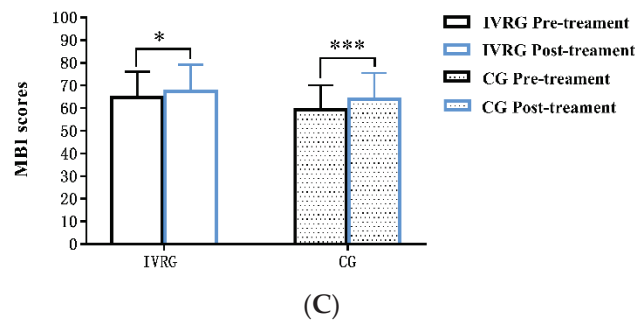 MBI scores
100
90
80
70
60
50
40
30
20
10
0
*
***
IVRG
CG
IVRG Pre-treament
IVRG Post-treament
CG Pre-treament
CG Post-treament
(C)